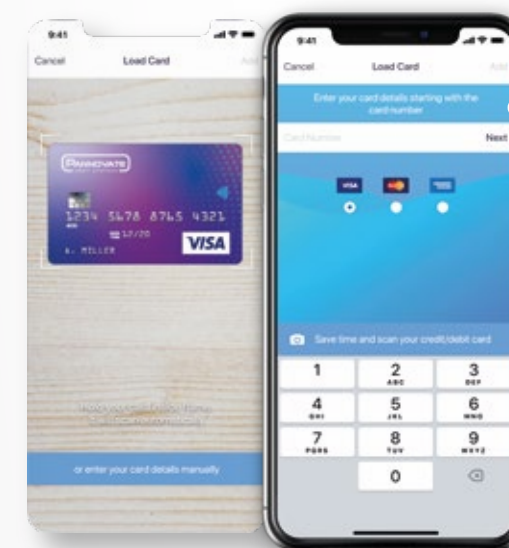 9:41
Cancel Load Card
PANNOVATE
1234 5678 8765 4321
12/20
A. MILLER
VISA
or enter your card details manually
9:41
Cancel Load Card Add
Enter your card details starting with the
card number
Card Number Next
VISA
Save time and scan your credit/debit card
1 2 3
ABC DEF
4 5 6
GHI JKL MNO
7 8 9
PQRS TUV WXYZ
0